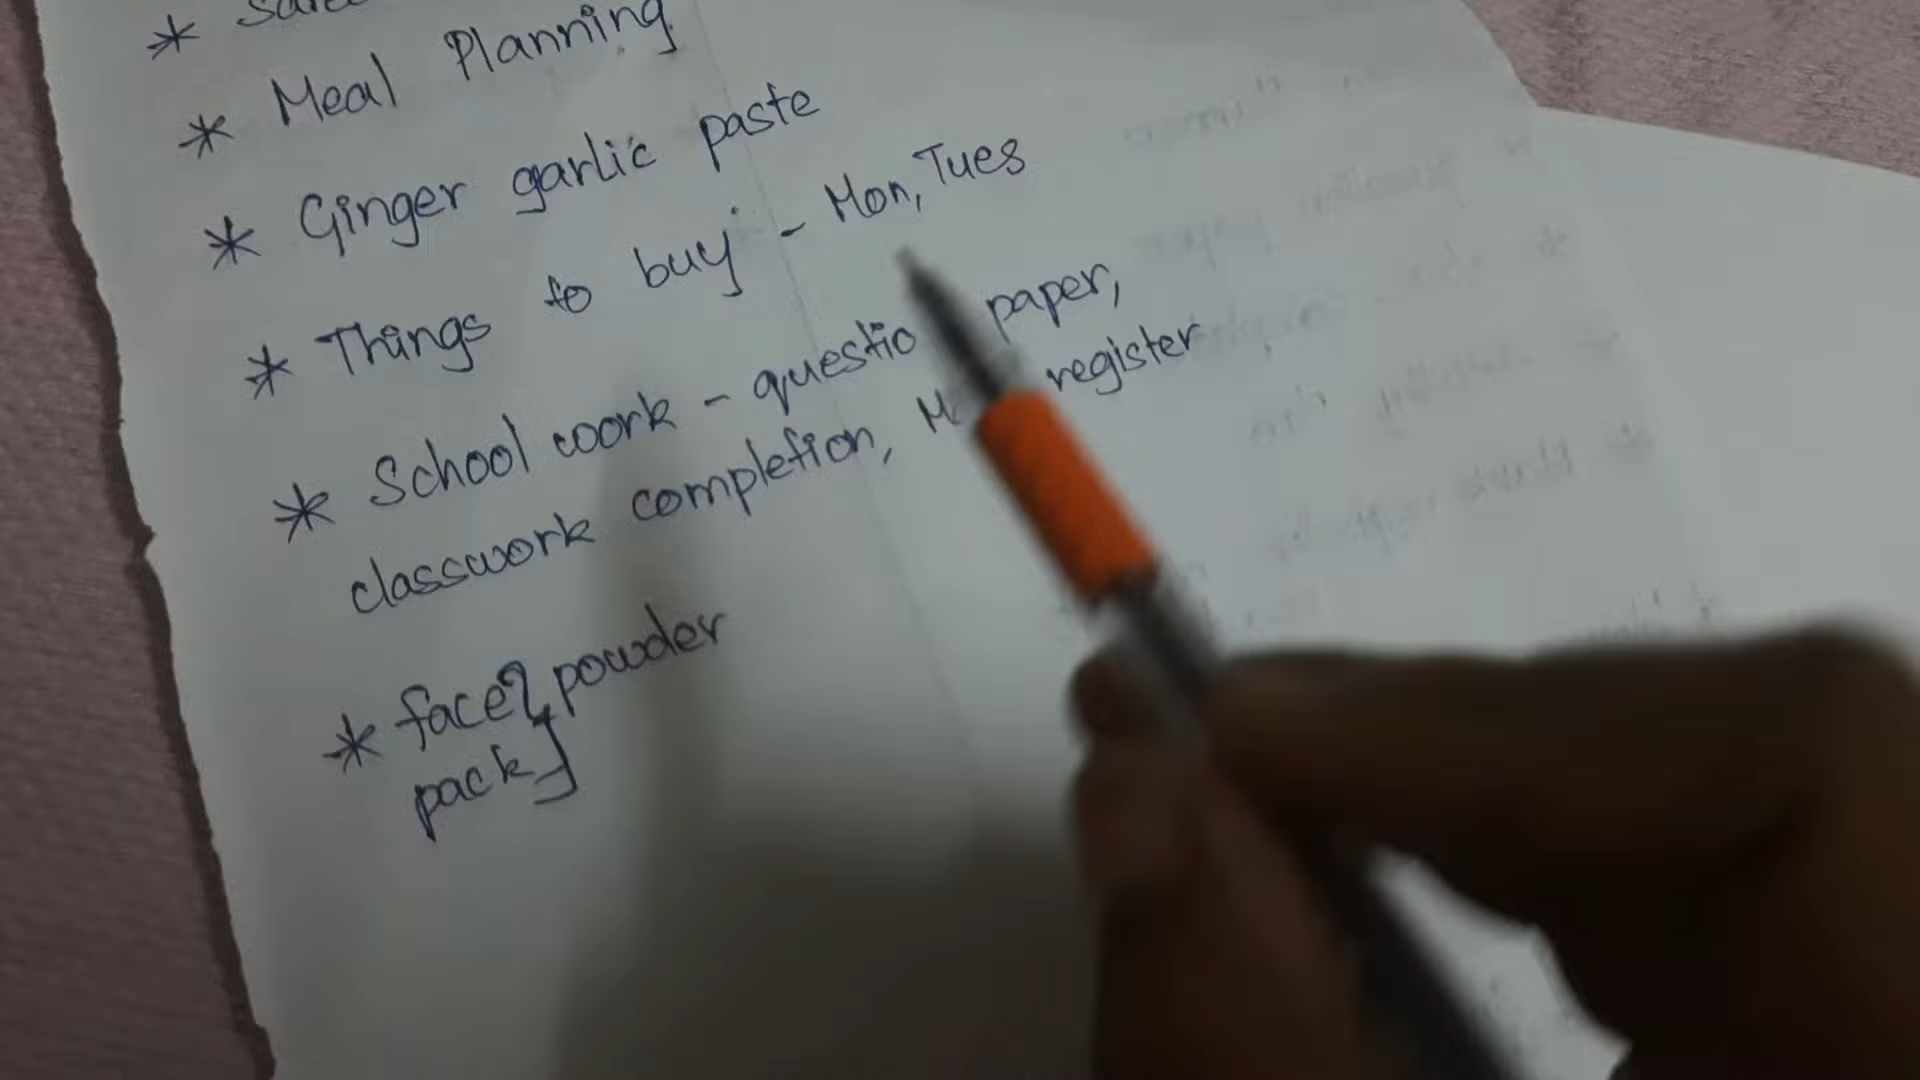 * Meal Planning
* Ginger garlic paste
* Things to buy - Mon, Tues
* School work - question paper,
classwork completion, register
* face } powder
pack